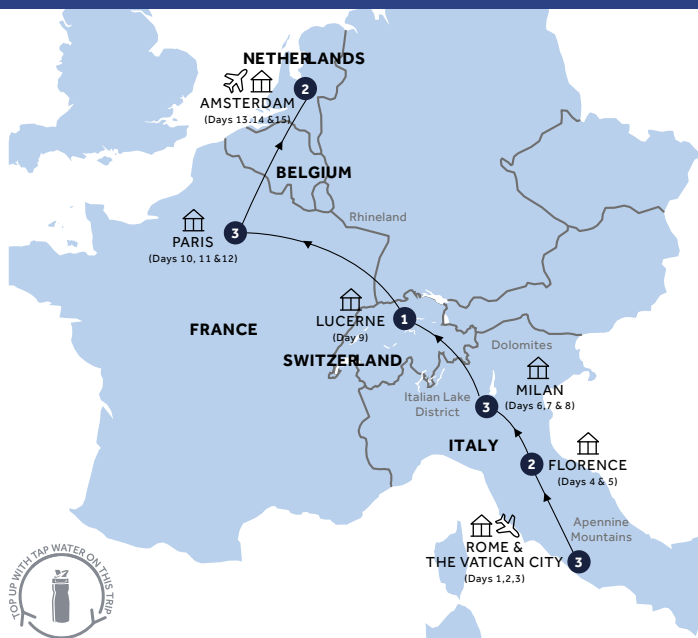 NETHERLANDS
2
AMSTERDAM
(Days 13.14 &15)
BELGIUM
Rhineland
3
PARIS
(Days 10, 11 &12)
LUCERNE
1
(Day 9)
FRANCE
SWITZERLAND
Dolomites
MILAN
(Days 6,7 & 8)
Italian Lake
District
3
ITALY
2
FLORENCE
(Days 4 & 5)
Apennine
Mountains
ROME &
THE VATICAN CITY
3
(Days 1,2,3)
TOP UP WITH TAP WATER ON THIS TRIP